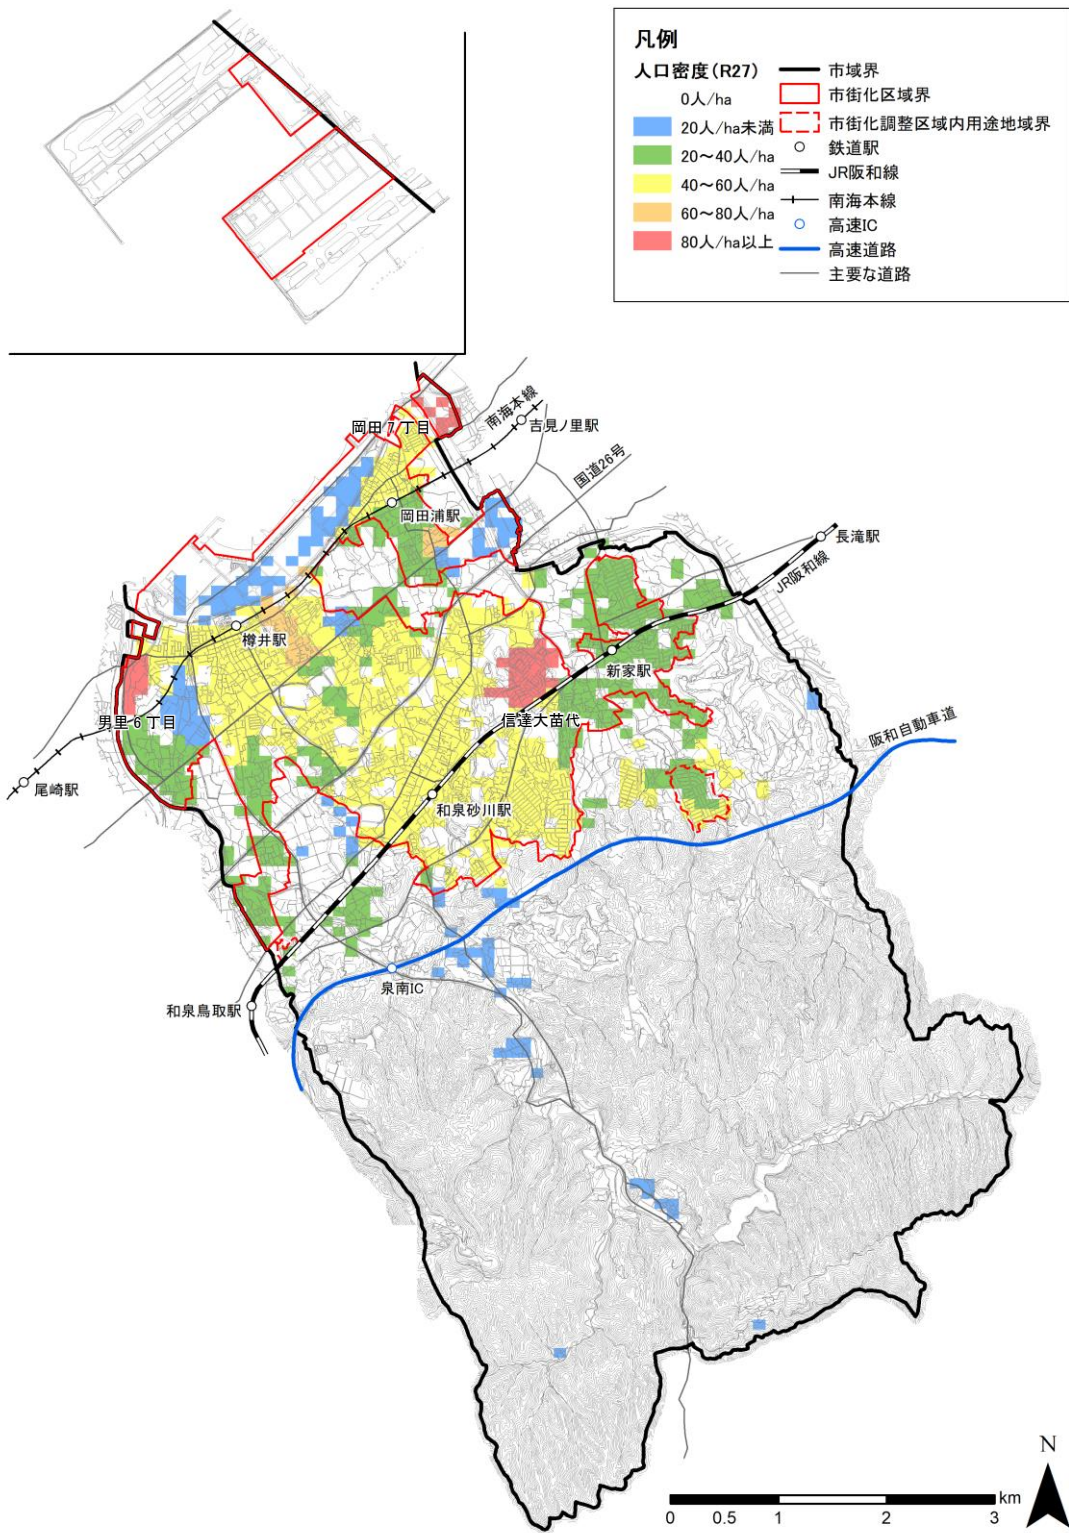 凡例
人口密度(R27)
0人/ha
20人/ha未満
20～40人/ha
40～60人/ha
60～80人/ha
80人/ha以上
市域界
市街化区域界
市街化調整区域内用途地域界
鉄道駅
JR阪和線
南海本線
高速IC
高速道路
主要な道路
岡田7丁目
南海本線
吉見ノ里駅
国道26号
岡田浦駅
長滝駅
JR阪和線
樽井駅
新家駅
男里6丁目
信達大苗代
阪和自動車道
尾崎駅
和泉砂川駅
泉南IC
和泉鳥取駅
N
km
0 0.5 1 2 3